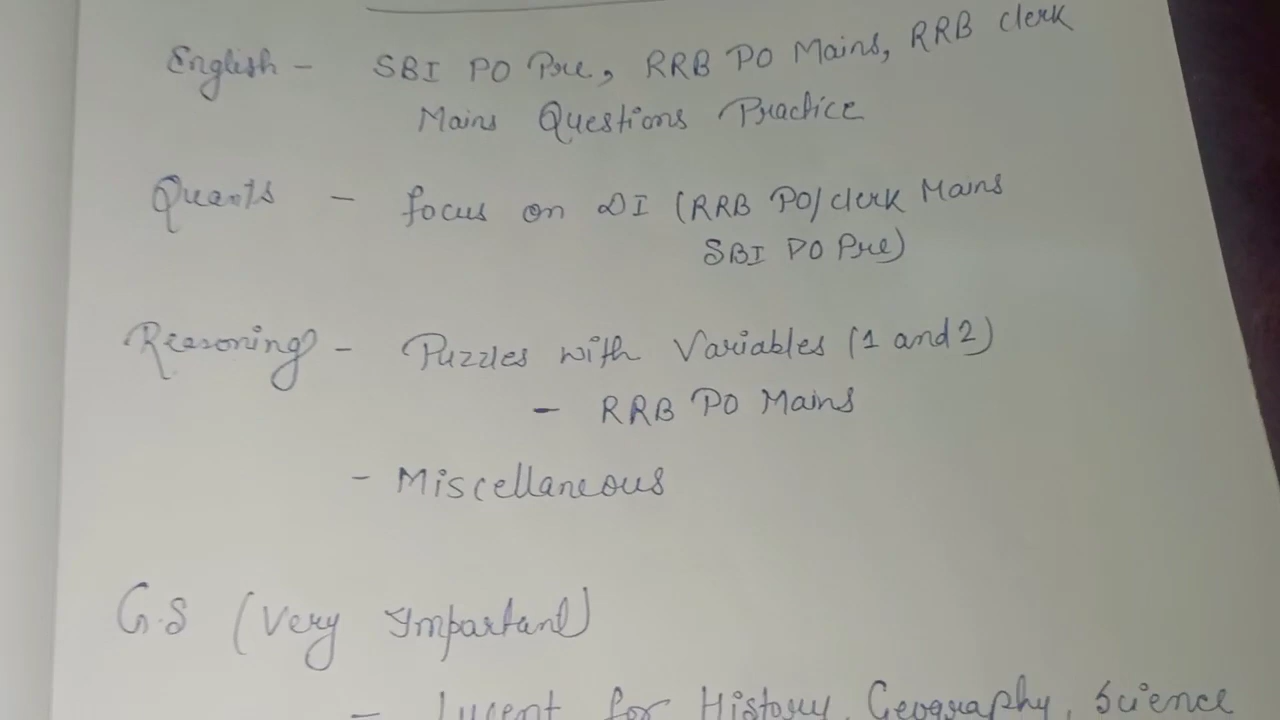 English - SBI PO Pre, RRB PO Mains, RRB clerk
Mains Questions Practice
Quants - focus on DI (RRB PO/clerk Mains
SBI PO Pre)
Reasoning - Puzzles with Variables (1 and 2)
- RRB PO Mains
- Miscellaneous
G.S (Very Important)
- Lucent for History, Geography, Science